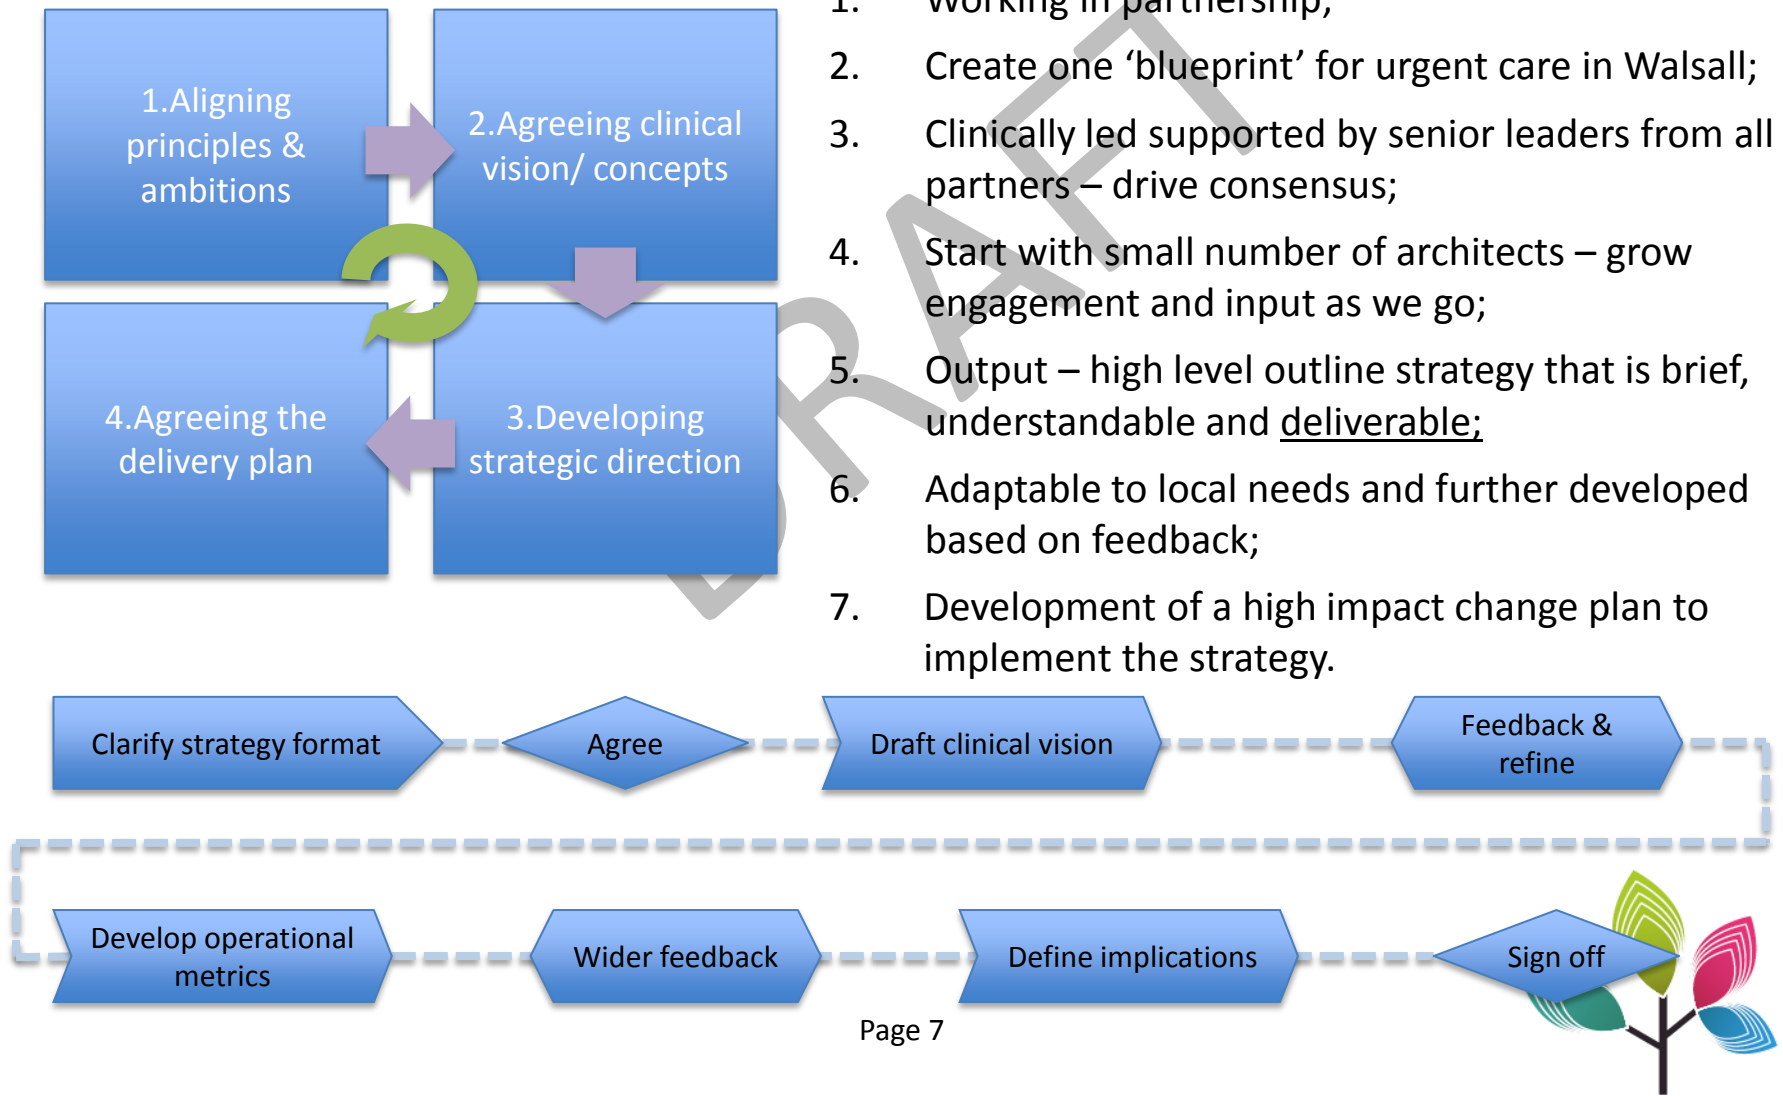 1.Aligning
principles &
ambitions
2.Agreeing clinical
vision/ concepts
4.Agreeing the
delivery plan
3.Developing
strategic direction
1. Working in partnership;
2. Create one ‘blueprint’ for urgent care in Walsall;
3. Clinically led supported by senior leaders from all
partners – drive consensus;
4. Start with small number of architects – grow
engagement and input as we go;
5. Output – high level outline strategy that is brief,
understandable and deliverable;
6. Adaptable to local needs and further developed
based on feedback;
7. Development of a high impact change plan to
implement the strategy.
DRAFT
Clarify strategy format
Agree
Draft clinical vision
Feedback &
refine
Develop operational
metrics
Wider feedback
Define implications
Sign off
Page 7